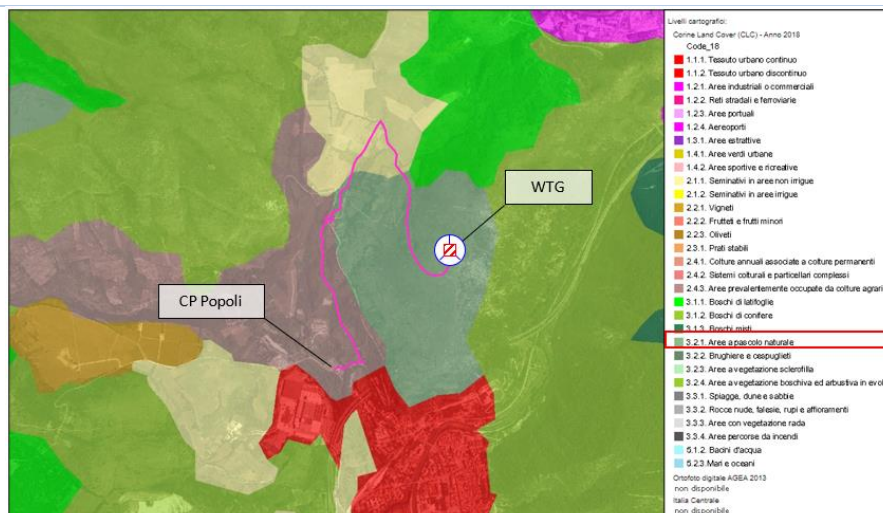 WTG
CP Popoli
Livelli cartografici:
Corine Land Cover (CLC) - Anno 2018
Code_18
1.1.1. Tessuto urbano continuo
1.1.2. Tessuto urbano discontinuo
1.2.1. Aree industriali o commerciali
1.2.2. Reti stradali e ferroviarie
1.2.3. Aree portuali
1.2.4. Aereoporti
1.3.1. Aree estrattive
1.4.1. Aree verdi urbane
1.4.2. Aree sportive e ricreative
2.1.1. Seminativi in aree non irrigue
2.1.2. Seminativi in aree irrigue
2.2.1. Vigneti
2.2.2. Frutteti e frutti minori
2.2.3. Oliveti
2.3.1. Prati stabili
2.4.1. Colture annuali associate a colture permanenti
2.4.2. Sistemi colturali e particellari complessi
2.4.3. Aree prevalentemente occupate da colture agrari
3.1.1. Boschi di latifoglie
3.1.2. Boschi di conifere
3.1.3. Boschi misti
3.2.1. Aree a pascolo naturale
3.2.2. Brughiere e cespuglieti
3.2.3. Aree a vegetazione sclerofilla
3.2.4. Aree a vegetazione boschiva ed arbustiva in evol
3.3.1. Spiagge, dune e sabbie
3.3.2. Rocce nude, falesie, rupi e affioramenti
3.3.3. Aree con vegetazione rada
3.3.4. Aree percorse da incendi
5.1.2. Bacini d'acqua
5.2.3. Mari e oceani
Ortofoto digitale AGEA 2013
non disponibile
Italia Centrale
non disponibile